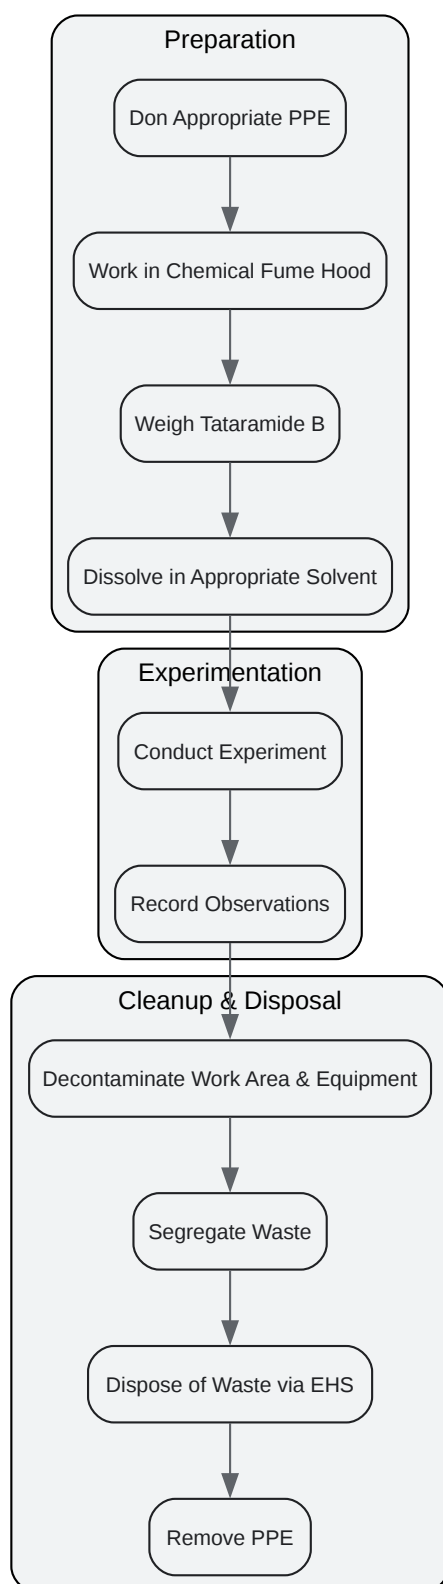 Preparation
Don Appropriate PPE
Work in Chemical Fume Hood
Weigh Tataramide B
Dissolve in Appropriate Solvent
Experimentation
Conduct Experiment
Record Observations
Cleanup & Disposal
Decontaminate Work Area & Equipment
Segregate Waste
Dispose of Waste via EHS
Remove PPE